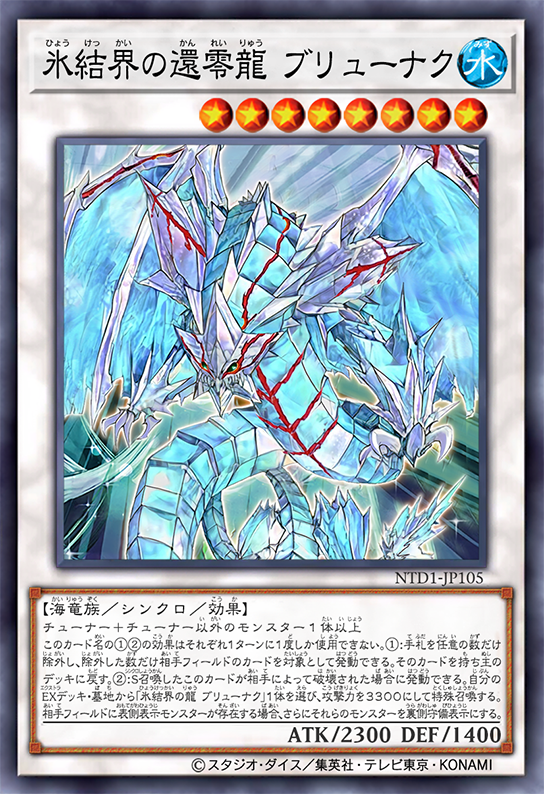 氷結界の還零龍 ブリューナク
水
NTD1-JP105
【海竜族／シンクロ／効果】
チューナー＋チューナー以外のモンスター１体以上
このカード名の①②の効果はそれぞれ1ターンに1度しか使用できない。①:手札を任意の数だけ
除外し、除外した数だけ相手フィールドのカードを対象として発動できる。そのカードを持ち主の
デッキに戻す。②:S召喚したこのカードが相手によって破壊された場合に発動できる。自分の
EXデッキ・墓地から「氷結界の龍 ブリューナク」1体を選び、攻撃力を3300にして特殊召喚する。
相手フィールドに表側表示モンスターが存在する場合、さらにそれらのモンスターを裏側守備表示にする。
ATK/2300 DEF/1400
©スタジオ・ダイス／集英社・テレビ東京・KONAMI